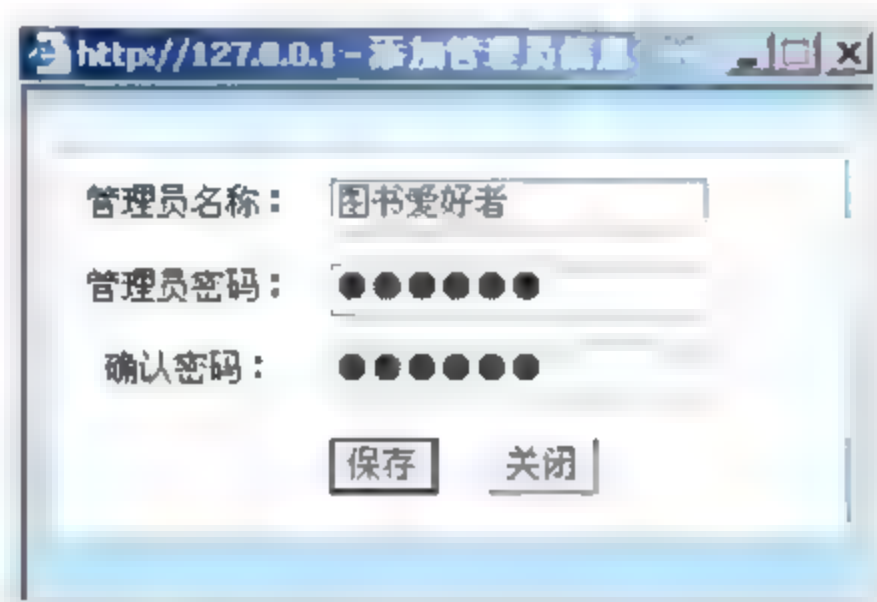 http://127.0.0.1 - 添加管理员信息
管理员名称： 图书爱好者
管理员密码： ●●●●●●
确认密码： ●●●●●●
保存 关闭